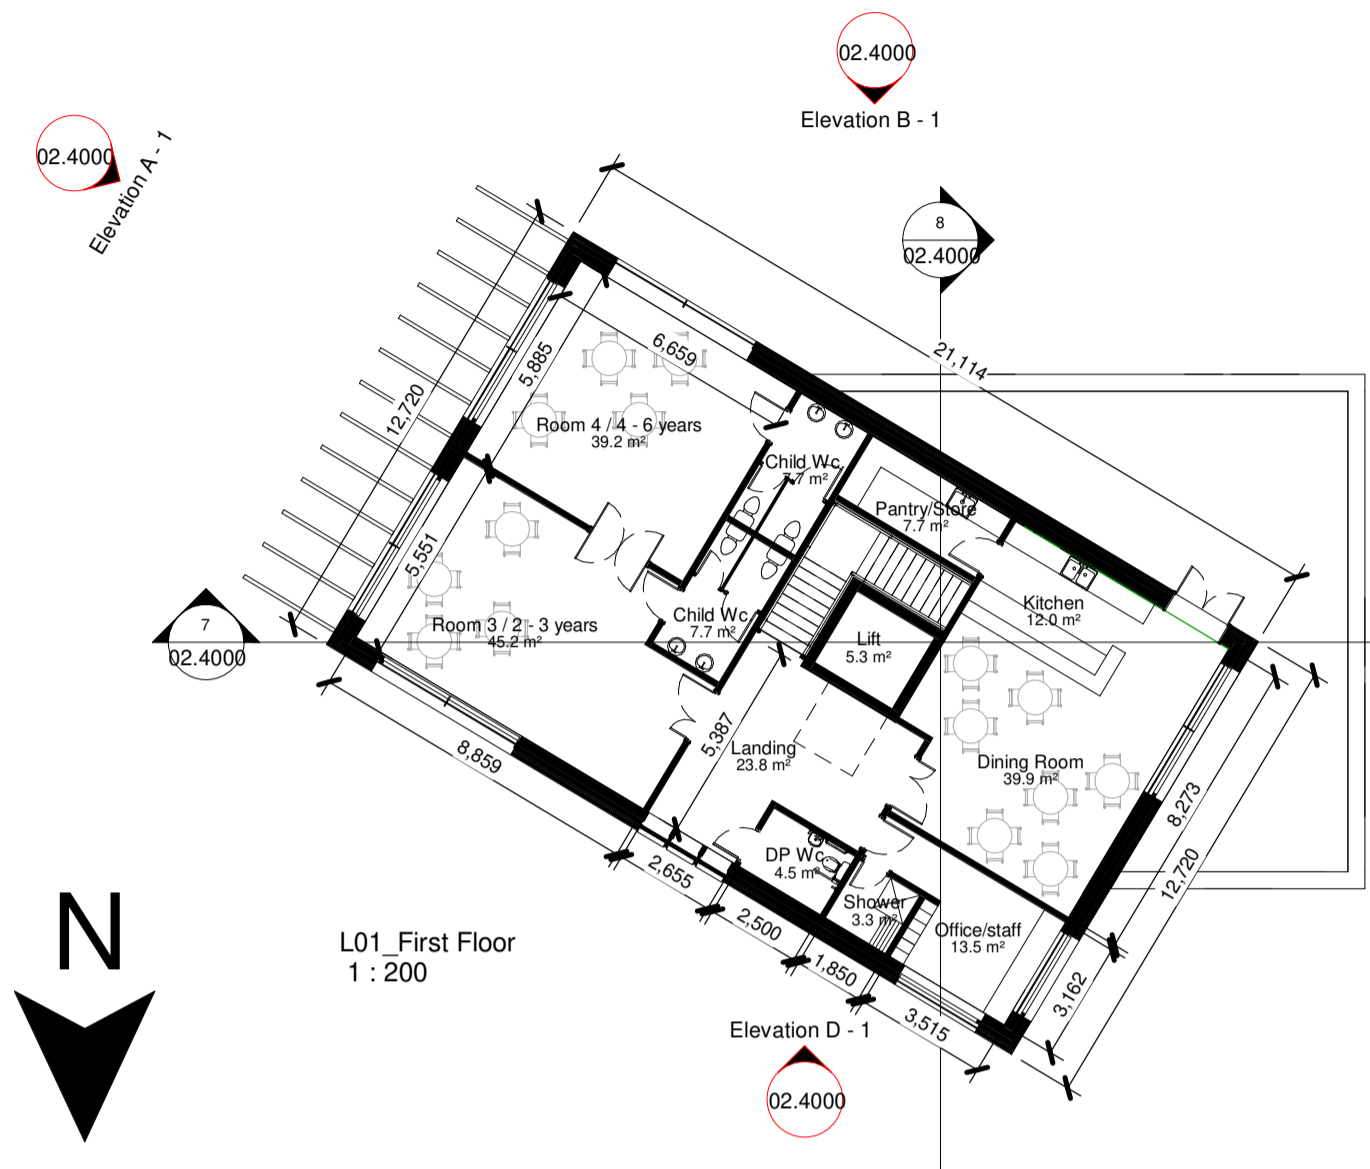 02.4000
Elevation B - 1
02.4000
Elevation A - 1
8
02.4000
21,114
6,659
5,885
12,720
Room 4 / 4 - 6 years
39.2 m²
Child Wc.
7.7 m²
Pantry/Store
7.7 m²
5,551
Kitchen
12.0 m²
Child Wc
7.7 m²
Room 3 / 2 - 3 years
45.2 m²
Lift
5.3 m²
7
02.4000
5,387
Landing
23.8 m²
8,859
Dining Room
39.9 m²
8,273
12,720
DP Wc
4.5 m²
2,655
Shower
3.3 m²
2,500
Office/staff
13.5 m²
1,850
3,162
3,515
N
L01_First Floor
1 : 200
Elevation D - 1
02.4000